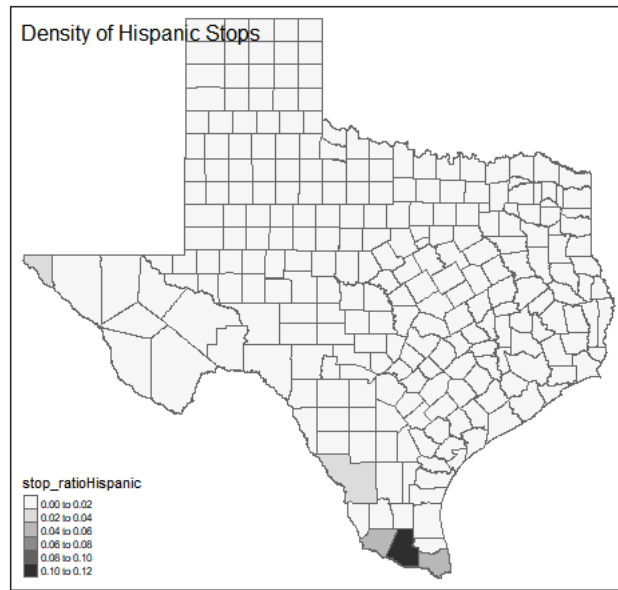 Density of Hispanic Stops
stop_ratioHispanic
0.00 to 0.02
0.02 to 0.04
0.04 to 0.06
0.06 to 0.08
0.08 to 0.10
0.10 to 0.12